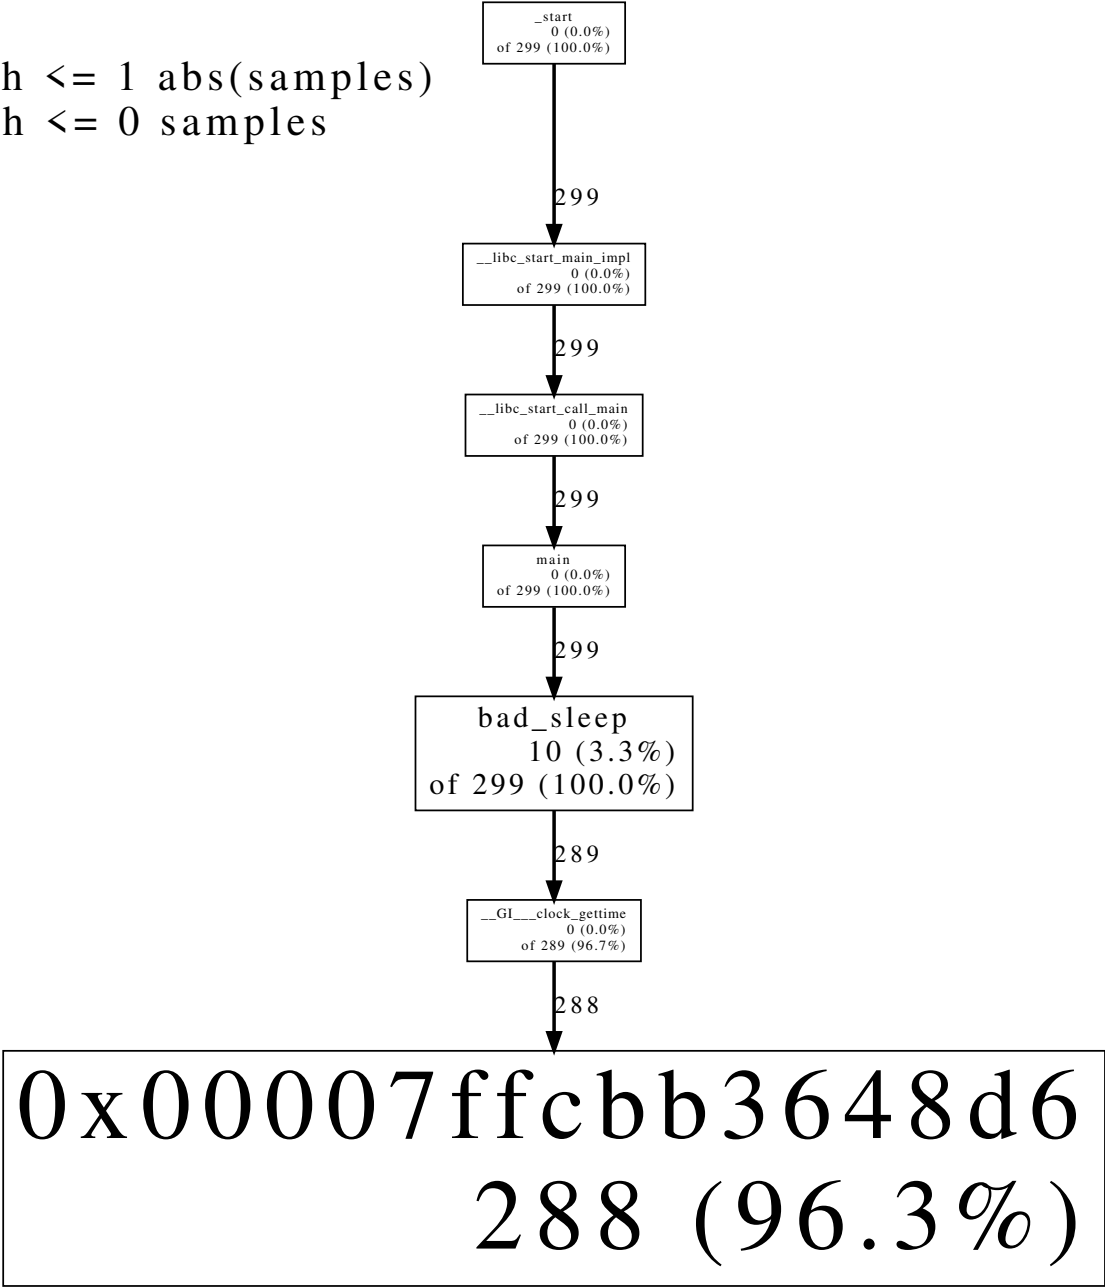 _start
0 (0.0%)
of 299 (100.0%)
h <= 1 abs(samples)
h <= 0 samples
299
__libc_start_main_impl
0 (0.0%)
of 299 (100.0%)
299
__libc_start_call_main
0 (0.0%)
of 299 (100.0%)
299
main
0 (0.0%)
of 299 (100.0%)
299
bad_sleep
10 (3.3%)
of 299 (100.0%)
289
__GI___clock_gettime
0 (0.0%)
of 289 (96.7%)
288
0x00007ffcbb3648d6
288 (96.3%)